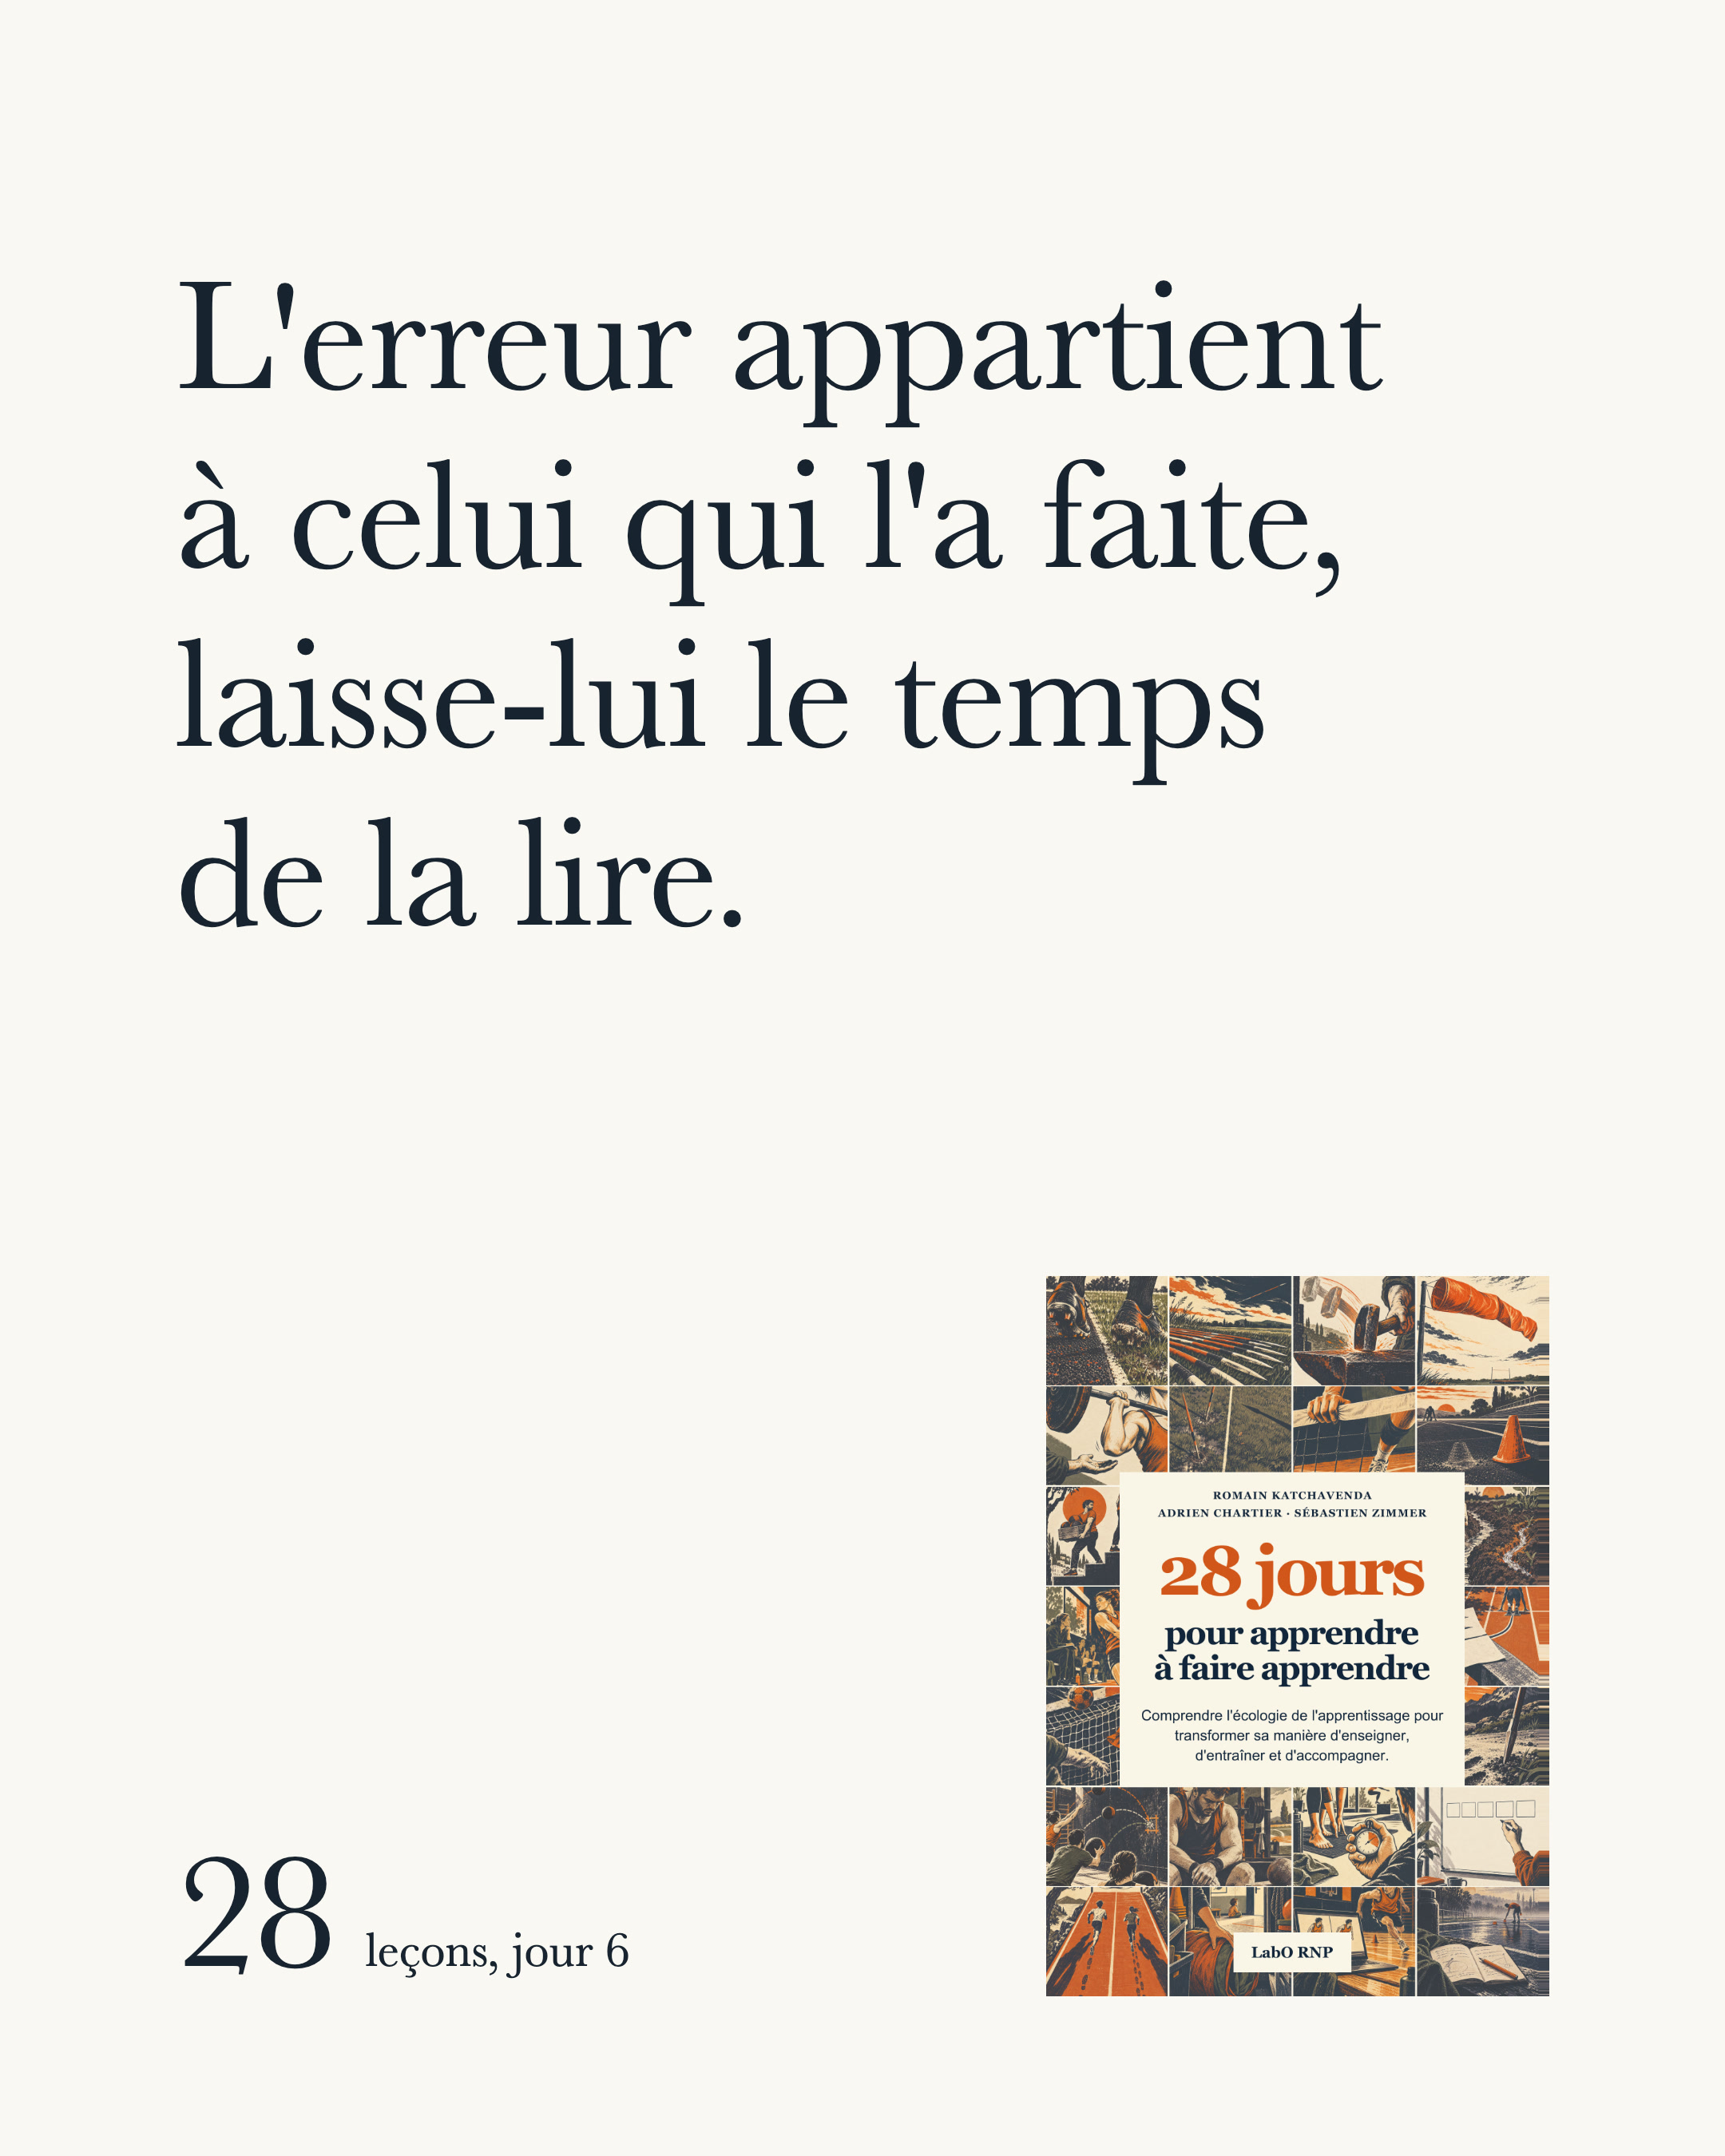 L'erreur appartient
à celui qui l'a faite,
laisse-lui le temps
de la lire.
28 leçons, jour 6
ROMAIN KATCHAVENDA
ADRIEN CHARTIER · SÉBASTIEN ZIMMER
28 jours
pour apprendre
à faire apprendre
Comprendre l'écologie de l'apprentissage pour
transformer sa manière d'enseigner,
d'entraîner et d'accompagner.
LabO RNP